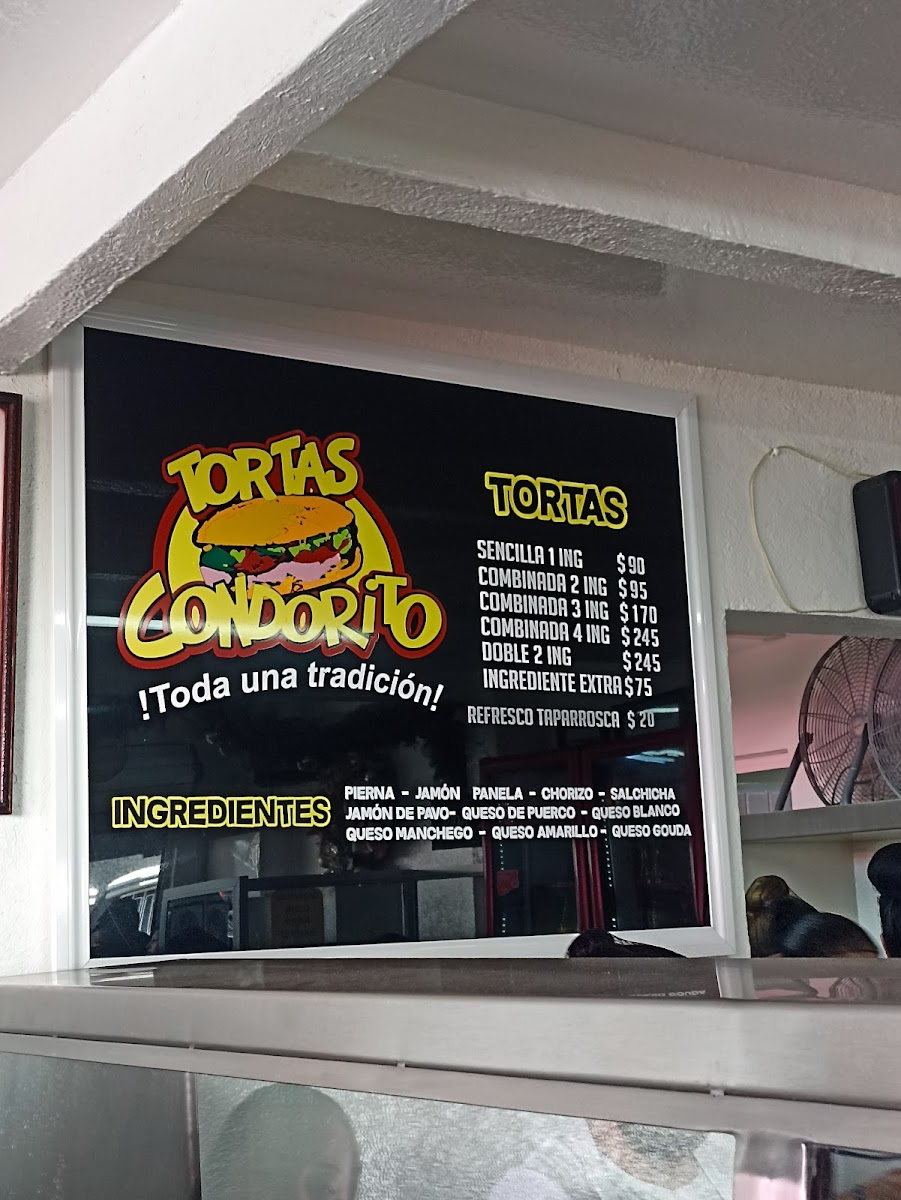 TORTAS
CONDORITO
!Toda una tradición!
TORTAS
SENCILLA 1 ING $90
COMBINADA 2 ING $95
COMBINADA 3 ING $170
COMBINADA 4 ING $245
DOBLE 2 ING $245
INGREDIENTE EXTRA $75
REFRESCO TAPARROSCA $20
INGREDIENTES
PIERNA - JAMÓN PANELA - CHORIZO - SALCHICHA
JAMÓN DE PAVO- QUESO DE PUERCO - QUESO BLANCO
QUESO MANCHEGO - QUESO AMARILLO - QUESO GOUDA